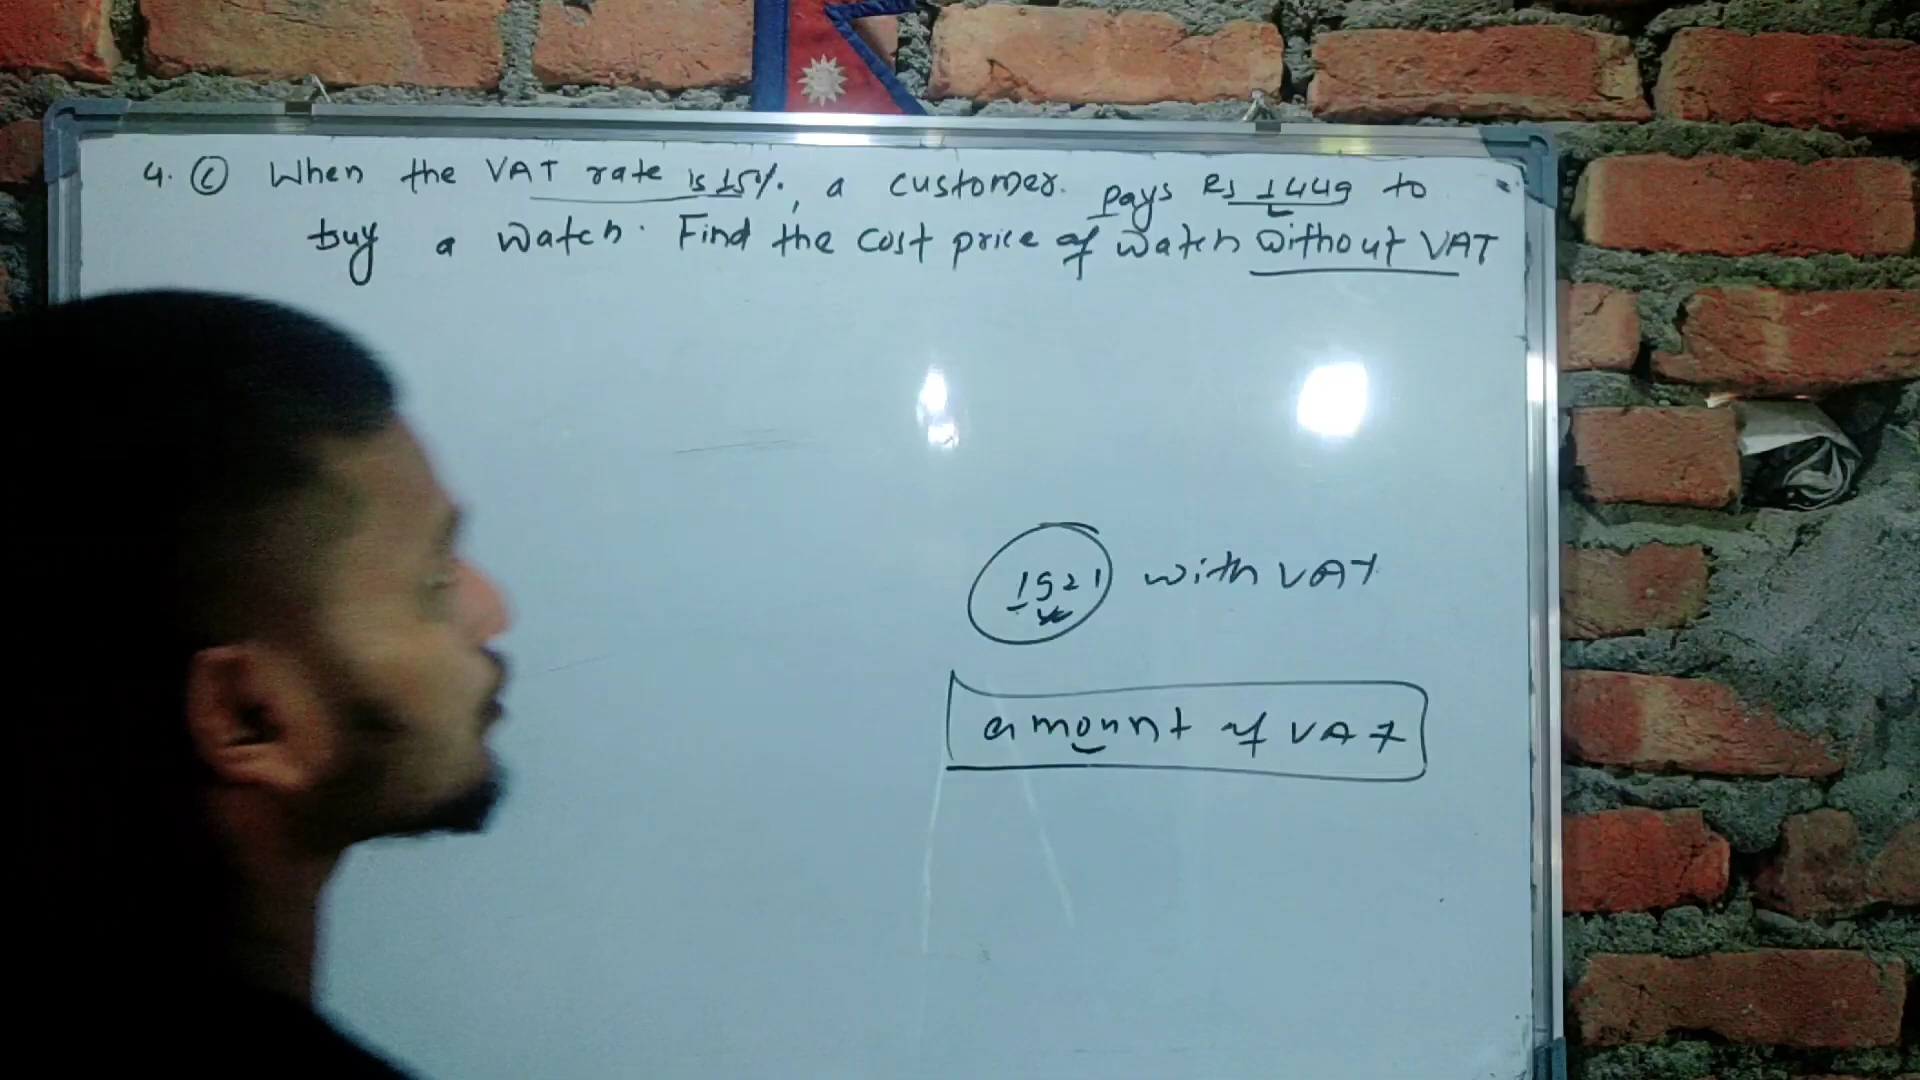 4. (c) When the VAT rate is 15%, a customer. pays Rs 1449 to
buy a watch. Find the cost price of watch without VAT
1521 with VAT
amount of VAT